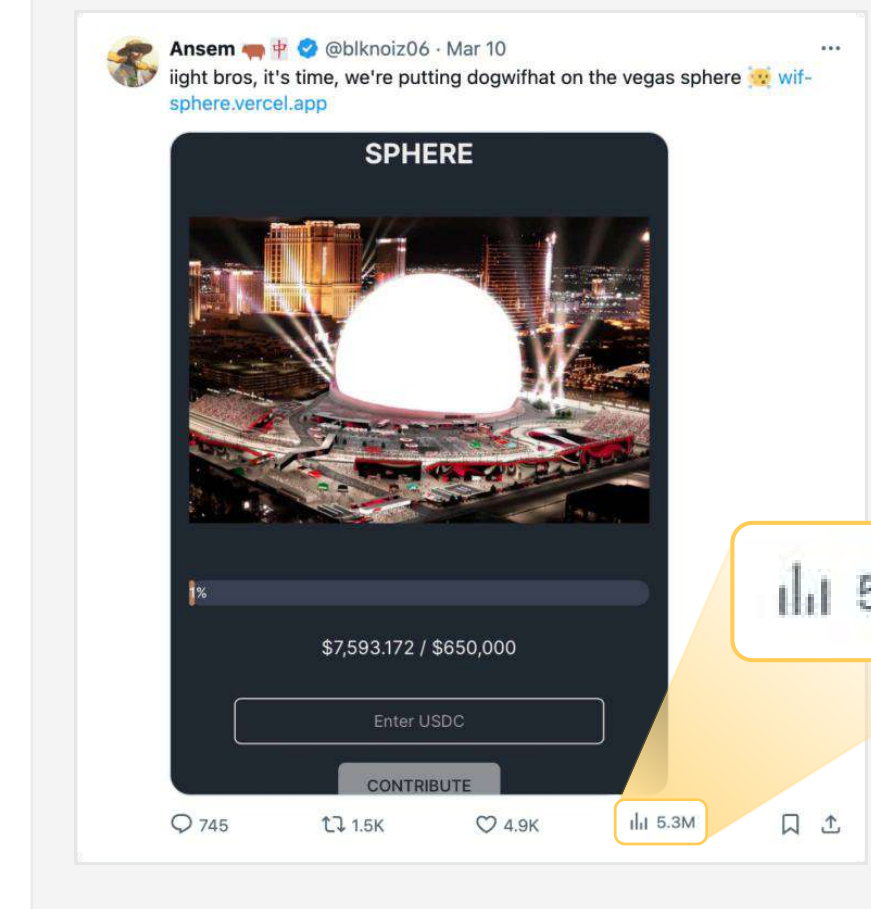 Ansem 🐂 🀄 @blknoiz06 · Mar 10
iight bros, it's time, we're putting dogwifhat on the vegas sphere wif-
sphere.vercel.app
SPHERE
1%
$7,593.172 / $650,000
Enter USDC
CONTRIBUTE
745 1.5K 4.9K 5.3M